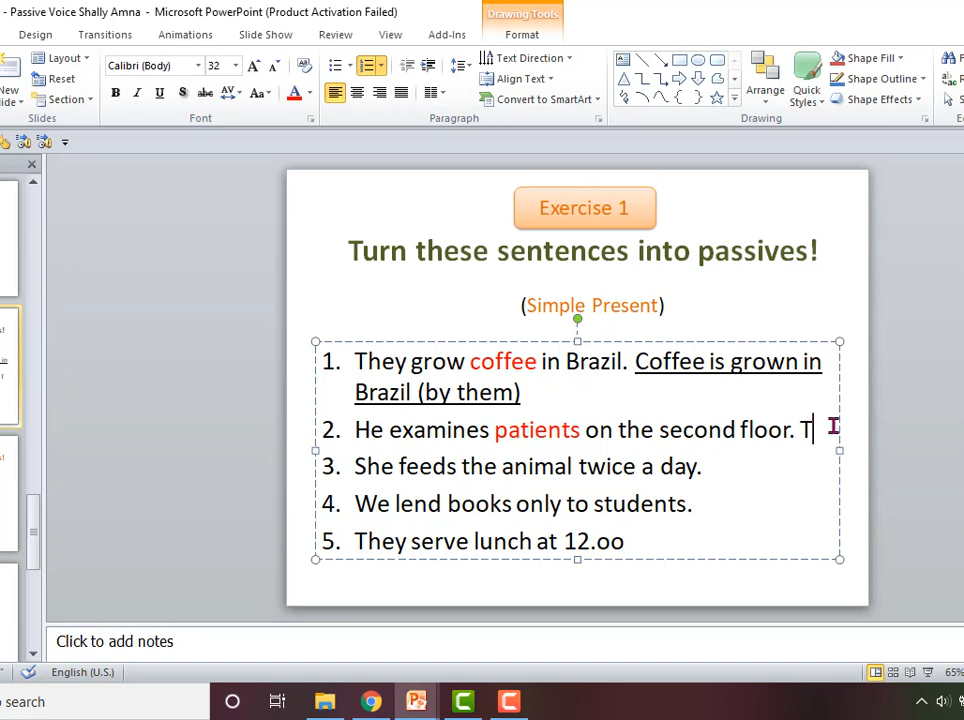 - Passive Voice Shally Amna - Microsoft PowerPoint (Product Activation Failed)
Drawing Tools
Design Transitions Animations Slide Show Review View Add-Ins Format
Layout
Reset
New
Slide
Section
Calibri (Body) 32
B I U S abc AV Aa A
Text Direction
Align Text
Convert to SmartArt
Arrange
Quick
Styles
Shape Fill
Shape Outline
Shape Effects
Slides Font Paragraph Drawing
Exercise 1
Turn these sentences into passives!
(Simple Present)
1. They grow coffee in Brazil. Coffee is grown in
Brazil (by them)
2. He examines patients on the second floor. T
3. She feeds the animal twice a day.
4. We lend books only to students.
5. They serve lunch at 12.oo
Click to add notes
English (U.S.)
65%
o search